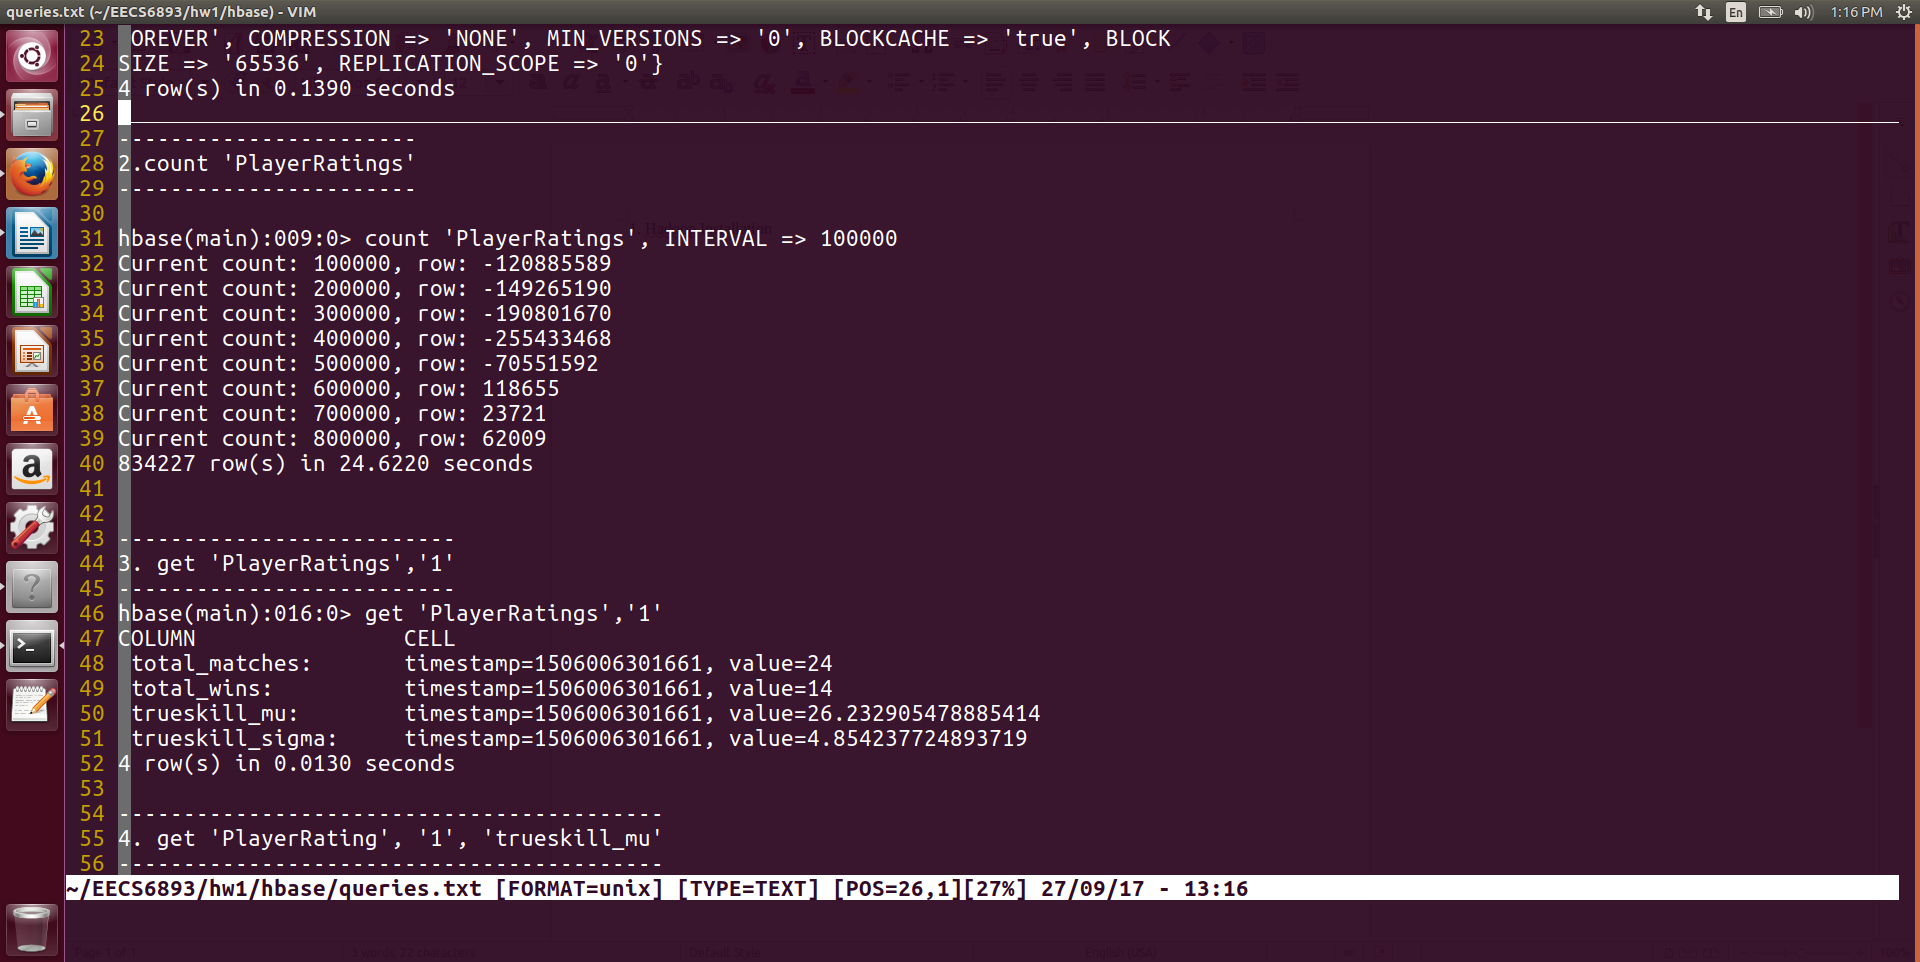 queries.txt (~/EECS6893/hw1/hbase) - VIM
En
1:16 PM
23 OREVER', COMPRESSION => 'NONE', MIN_VERSIONS => '0', BLOCKCACHE => 'true', BLOCK
24 SIZE => '65536', REPLICATION_SCOPE => '0'}
25 4 row(s) in 0.1390 seconds
26
27 -----------------------
28 2.count 'PlayerRatings'
29 -----------------------
30
31 hbase(main):009:0> count 'PlayerRatings', INTERVAL => 100000
32 Current count: 100000, row: -120885589
33 Current count: 200000, row: -149265190
34 Current count: 300000, row: -190801670
35 Current count: 400000, row: -255433468
36 Current count: 500000, row: -70551592
37 Current count: 600000, row: 118655
38 Current count: 700000, row: 23721
39 Current count: 800000, row: 62009
40 834227 row(s) in 24.6220 seconds
41
42
43 --------------------------
44 3. get 'PlayerRatings','1'
45 --------------------------
46 hbase(main):016:0> get 'PlayerRatings','1'
47 COLUMN                CELL
48  total_matches:       timestamp=1506006301661, value=24
49  total_wins:          timestamp=1506006301661, value=14
50  trueskill_mu:        timestamp=1506006301661, value=26.232905478885414
51  trueskill_sigma:     timestamp=1506006301661, value=4.854237724893719
52 4 row(s) in 0.0130 seconds
53
54 ------------------------------------------
55 4. get 'PlayerRating', '1', 'trueskill_mu'
56 ------------------------------------------
~/EECS6893/hw1/hbase/queries.txt [FORMAT=unix] [TYPE=TEXT] [POS=26,1][27%] 27/09/17 - 13:16